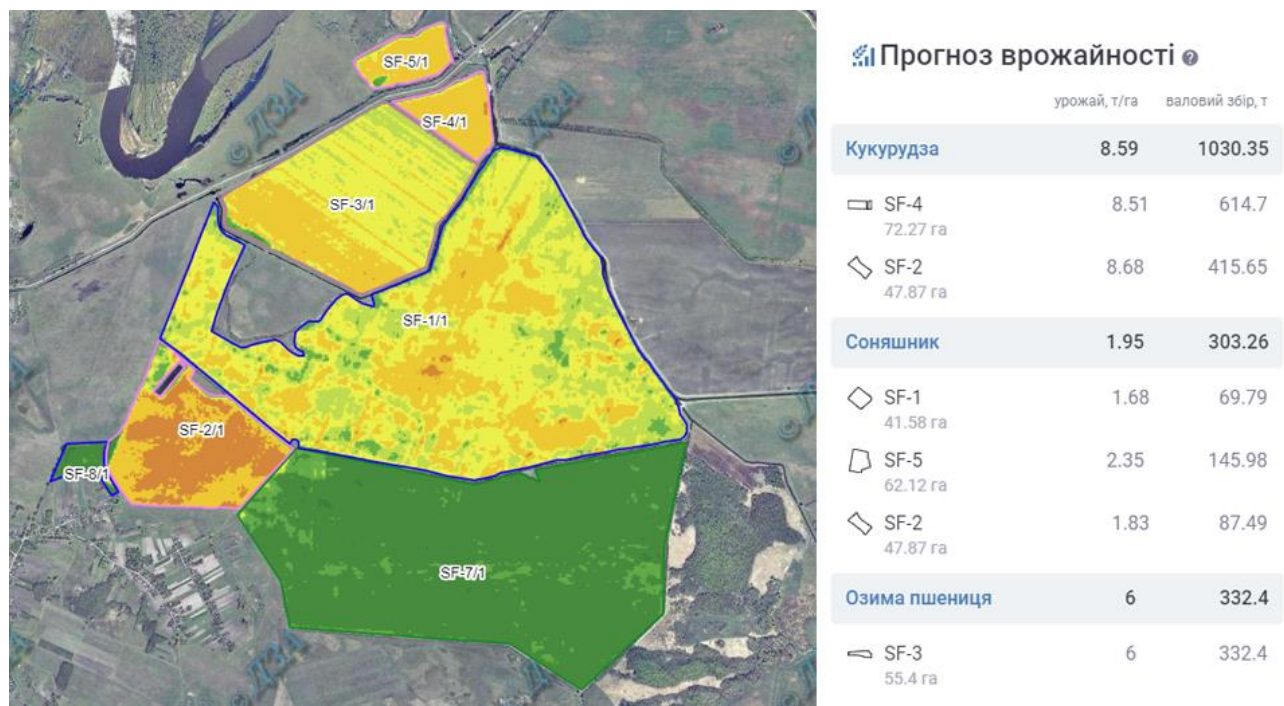 SF-5/1
SF-4/1
© ДЗА
SF-3/1
SF-1/1
SF-2/1
SF-8/1
SF-7/1
Прогноз врожайності
урожай, т/га валовий збір, т
Кукурудза 8.59 1030.35
SF-4 8.51 614.7
72.27 га
SF-2 8.68 415.65
47.87 га
Соняшник 1.95 303.26
SF-1 1.68 69.79
41.58 га
SF-5 2.35 145.98
62.12 га
SF-2 1.83 87.49
47.87 га
Озима пшениця 6 332.4
SF-3 6 332.4
55.4 га